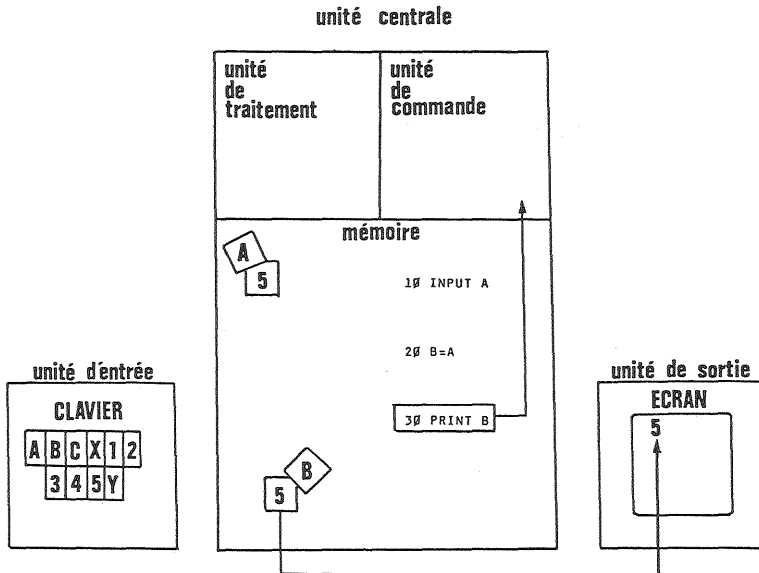 unité centrale
unité
de
traitement
unité
de
commande
mémoire
A
5
1Ø INPUT A
2Ø B=A
3Ø PRINT B
B
5
unité d'entrée
CLAVIER
A B C X 1 2
3 4 5 Y
unité de sortie
ECRAN
5